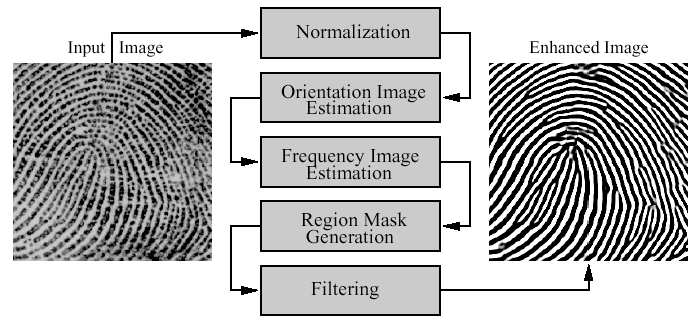 Input Image
Normalization
Enhanced Image
Orientation Image
Estimation
Frequency Image
Estimation
Region Mask
Generation
Filtering